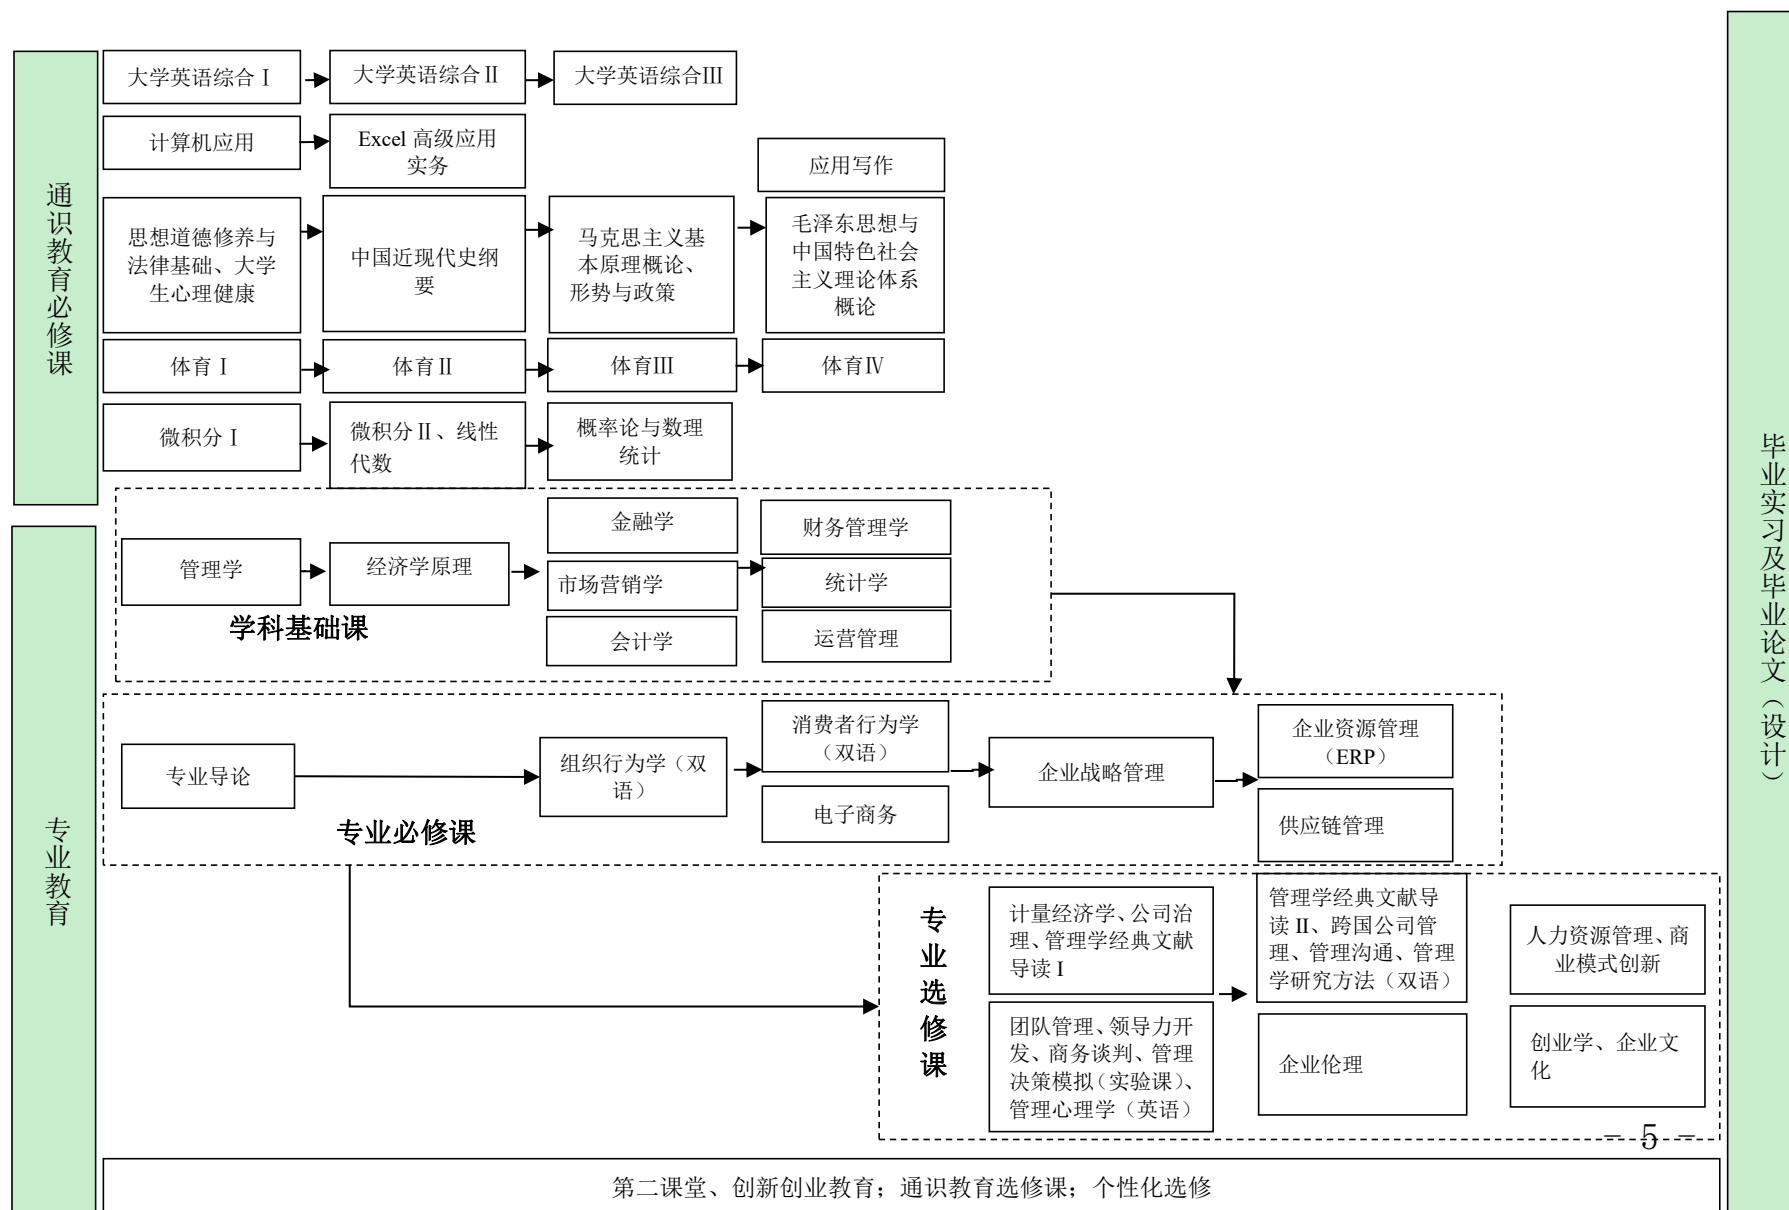 通识教育必修课
大学英语综合Ⅰ
大学英语综合Ⅱ
大学英语综合Ⅲ
计算机应用
Excel 高级应用
实务
应用写作
思想道德修养与
法律基础、大学
生心理健康
中国近现代史纲
要
马克思主义基
本原理概论、
形势与政策
毛泽东思想与
中国特色社会
主义理论体系
概论
体育Ⅰ
体育Ⅱ
体育Ⅲ
体育Ⅳ
微积分Ⅰ
微积分Ⅱ、线性
代数
概率论与数理
统计
专业教育
管理学
经济学原理
金融学
市场营销学
会计学
财务管理学
统计学
运营管理
学科基础课
专业导论
组织行为学（双
语）
消费者行为学
（双语）
电子商务
企业战略管理
企业资源管理
（ERP）
供应链管理
专业必修课
专业选修课
计量经济学、公司治
理、管理学经典文献
导读 I
团队管理、领导力开
发、商务谈判、管理
决策模拟（实验课）、
管理心理学（英语）
管理学经典文献导
读 II、跨国公司管
理、管理沟通、管理
学研究方法（双语）
企业伦理
人力资源管理、商
业模式创新
创业学、企业文
化
－ 5 －
第二课堂、创新创业教育；通识教育选修课；个性化选修
毕业实习及毕业论文（设计）